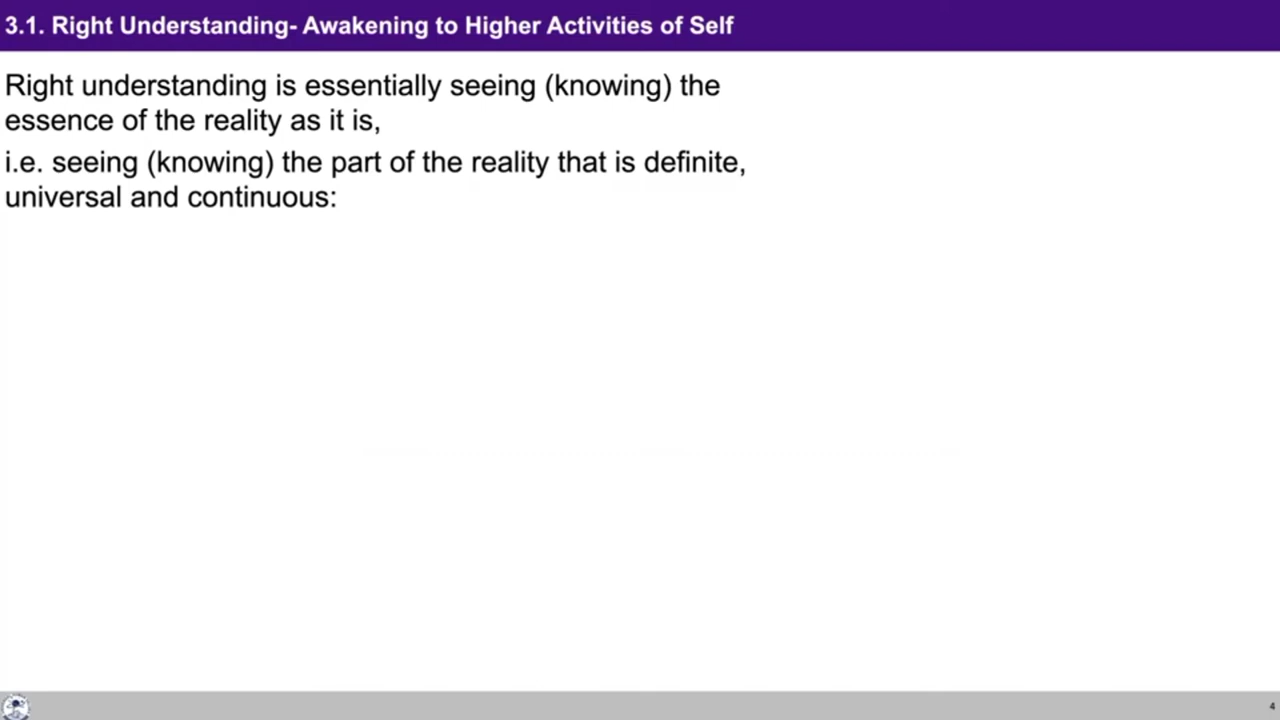 3.1. Right Understanding- Awakening to Higher Activities of Self
Right understanding is essentially seeing (knowing) the
essence of the reality as it is,
i.e. seeing (knowing) the part of the reality that is definite,
universal and continuous:
4